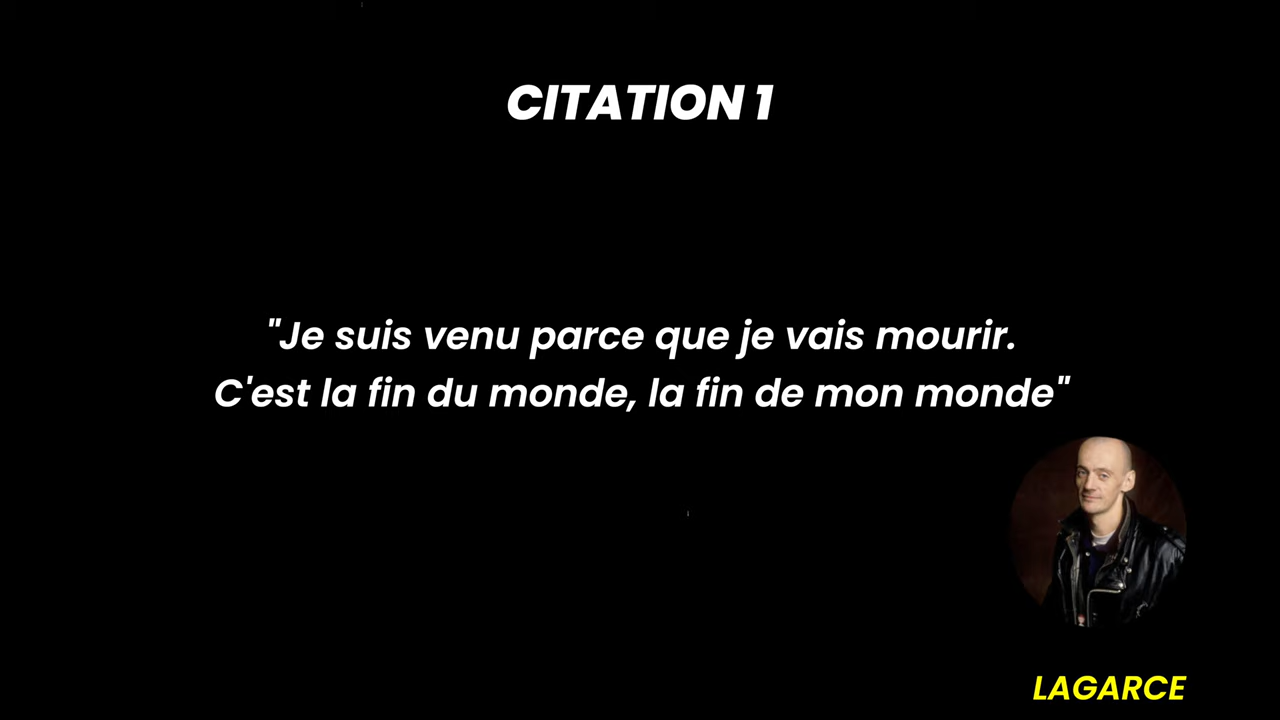 CITATION 1
"Je suis venu parce que je vais mourir.
C'est la fin du monde, la fin de mon monde"
LAGARCE